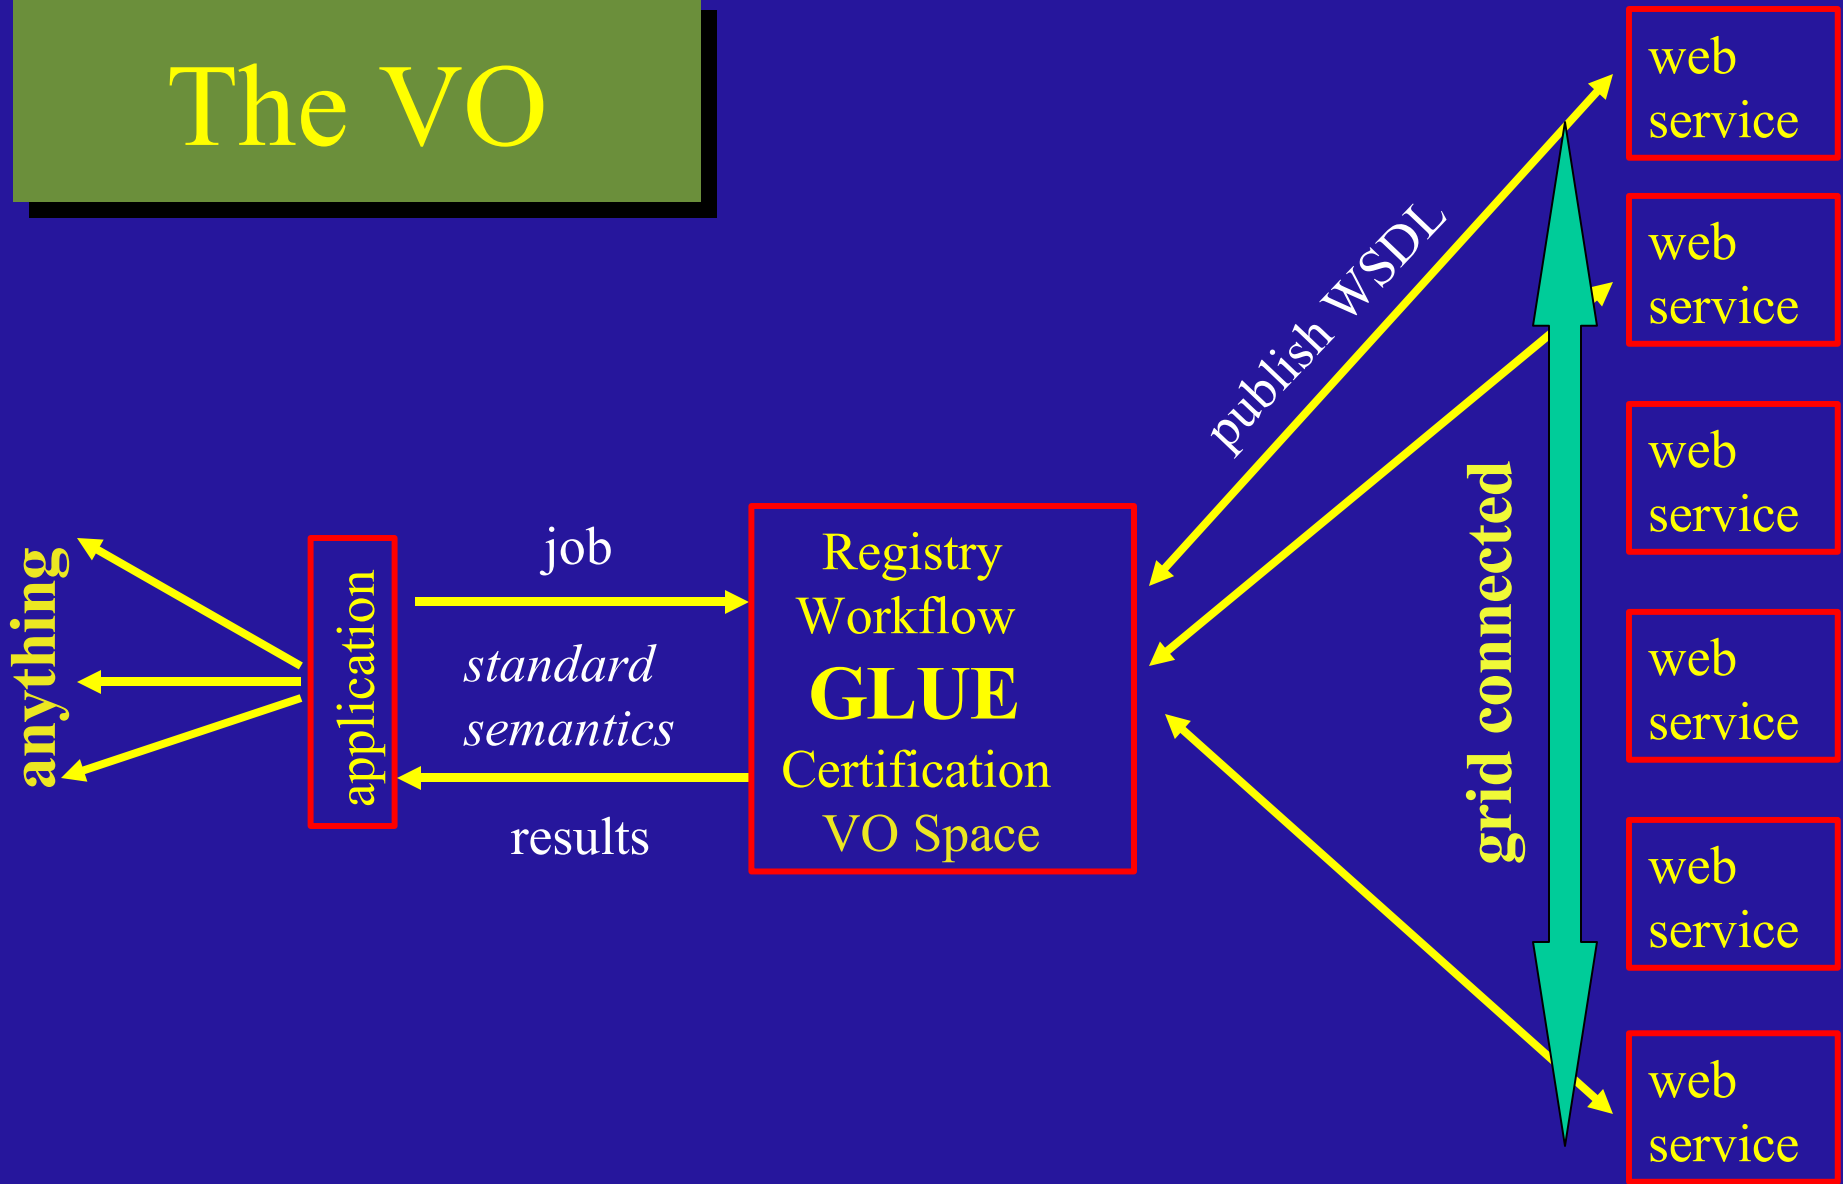 The VO
anything
application
job
standard
semantics
results
Registry
Workflow
GLUE
Certification
VO Space
publish WSDL
grid connected
web
service
web
service
web
service
web
service
web
service
web
service